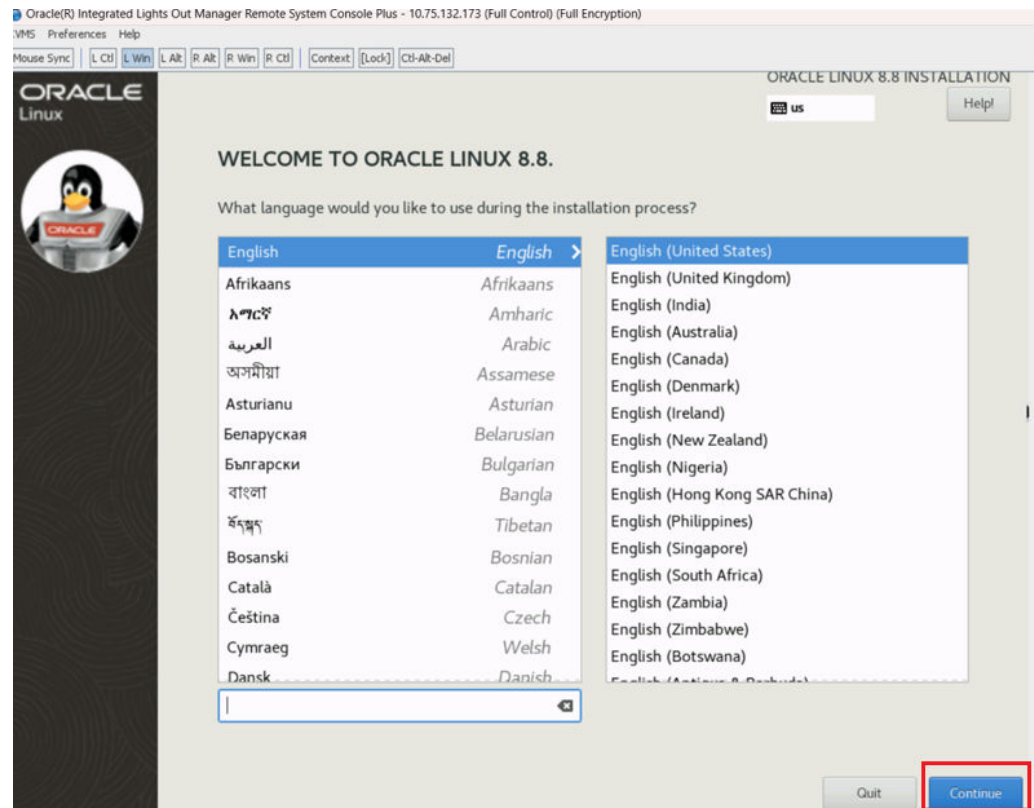 Oracle(R) Integrated Lights Out Manager Remote System Console Plus - 10.75.132.173 (Full Control) (Full Encryption)
KVMS Preferences Help
Mouse Sync L Ctl L Win L Alt R Alt R Win R Ctl Context [Lock] Ctl-Alt-Del
ORACLE
Linux
ORACLE LINUX 8.8 INSTALLATION
us
Help!
ORACLE
WELCOME TO ORACLE LINUX 8.8.
What language would you like to use during the installation process?
English English
Afrikaans Afrikaans
አማርኛ Amharic
العربية Arabic
অসমীয়া Assamese
Asturianu Asturian
Беларуская Belarusian
Български Bulgarian
বাংলা Bangla
བོད་སྐད་ Tibetan
Bosanski Bosnian
Català Catalan
Čeština Czech
Cymraeg Welsh
Dansk Danish
English (United States)
English (United Kingdom)
English (India)
English (Australia)
English (Canada)
English (Denmark)
English (Ireland)
English (New Zealand)
English (Nigeria)
English (Hong Kong SAR China)
English (Philippines)
English (Singapore)
English (South Africa)
English (Zambia)
English (Zimbabwe)
English (Botswana)
English (Antigua & Barbuda)
Quit
Continue